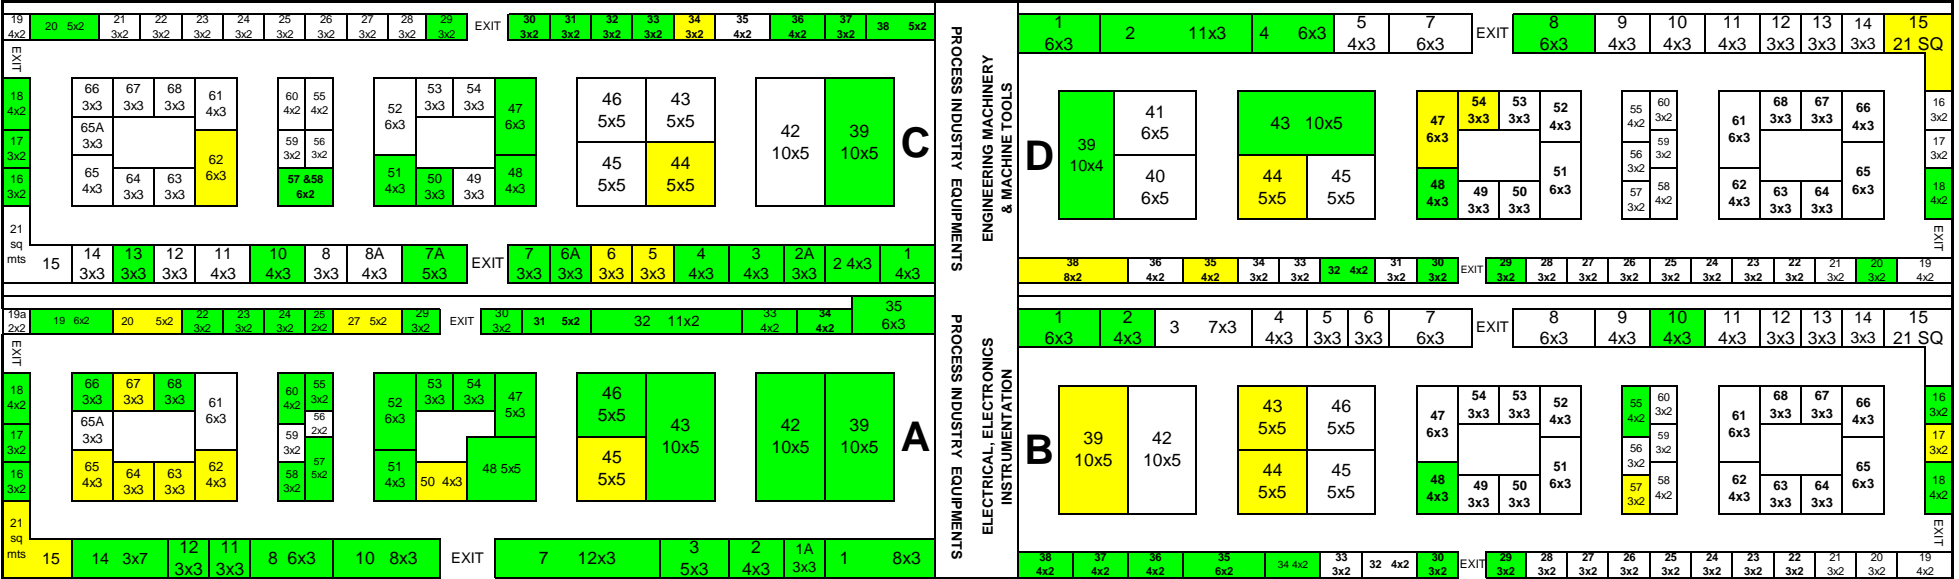 19 20 5x2 21 22 23 24 25 26 27 28 29 EXIT 30 31 32 33 34 35 36 37 38 5x2
4x2 3x2 3x2 3x2 3x2 3x2 3x2 3x2 3x2 3x2 3x2 3x2 3x2 3x2 3x2 4x2 4x2 3x2
EXIT
18
4x2
17
3x2
16
3x2
21
sq
mts
15
66
3x3
67
3x3
68
3x3
61
4x3
65A
3x3
62
6x3
65
4x3
64
3x3
63
3x3
60
4x2
55
4x2
59
3x2
56
3x2
57 &58
6x2
52
6x3
53
3x3
54
3x3
47
6x3
51
4x3
50
3x3
49
3x3
48
4x3
46
5x5
43
5x5
45
5x5
44
5x5
42
10x5
39
10x5
C
14 13 12 11 10 8 8A 7A EXIT 7 6A 6 5 4 3 2A 2 4x3 1
3x3 3x3 3x3 4x3 4x3 3x3 4x3 5x3 3x3 3x3 3x3 3x3 4x3 4x3 3x3 4x3
PROCESS INDUSTRY EQUIPMENTS
ENGINEERING MACHINERY
& MACHINE TOOLS
1 2 11x3 4 6x3 5 7 EXIT 8 9 10 11 12 13 14 15
6x3 4x3 6x3 6x3 4x3 4x3 4x3 3x3 3x3 3x3 21 SQ
D
39
10x4
41
6x5
40
6x5
43 10x5
44
5x5
45
5x5
47
6x3
54
3x3
53
3x3
52
4x3
48
4x3
49
3x3
50
3x3
51
6x3
55
4x2
60
3x2
56
3x2
59
3x2
57
3x2
58
4x2
61
6x3
68
3x3
67
3x3
66
4x3
62
4x3
63
3x3
64
3x3
65
6x3
16
3x2
17
3x2
18
4x2
EXIT
38 36 35 34 33 32 4x2 31 30 EXIT 29 28 27 26 25 24 23 22 21 20 19
8x2 4x2 4x2 3x2 3x2 3x2 3x2 3x2 3x2 3x2 3x2 3x2 3x2 3x2 3x2 3x2 3x2 4x2
19a 19 6x2 20 5x2 22 23 24 25 27 5x2 29 EXIT 30 31 5x2 32 11x2 33 34 35
2x2 3x2 3x2 3x2 2x2 3x2 3x2 4x2 4x2 6x3
EXIT
18
4x2
17
3x2
16
3x2
21
sq
mts
15
66
3x3
67
3x3
68
3x3
61
6x3
65A
3x3
65
4x3
64
3x3
63
3x3
62
4x3
60
4x2
55
3x2
56
2x2
59
3x2
57
5x2
58
3x2
52
6x3
53
3x3
54
3x3
47
5x3
51
4x3
50 4x3
48 5x5
46
5x5
45
5x5
43
10x5
42
10x5
39
10x5
A
14 3x7 12 11 8 6x3 10 8x3 EXIT 7 12x3 3 2 1A 1 8x3
3x3 3x3 5x3 4x3 3x3
PROCESS INDUSTRY EQUIPMENTS
ELECTRICAL, ELECTRONICS
INSTRUMENTATION
1 2 3 7x3 4 5 6 7 EXIT 8 9 10 11 12 13 14 15
6x3 4x3 4x3 3x3 3x3 6x3 6x3 4x3 4x3 4x3 3x3 3x3 3x3 21 SQ
B
39
10x5
42
10x5
43
5x5
46
5x5
44
5x5
45
5x5
47
6x3
54
3x3
53
3x3
52
4x3
48
4x3
49
3x3
50
3x3
51
6x3
55
4x2
60
3x2
56
3x2
59
3x2
57
3x2
58
4x2
61
6x3
68
3x3
67
3x3
66
4x3
62
4x3
63
3x3
64
3x3
65
6x3
16
3x2
17
3x2
18
4x2
EXIT
38 37 36 35 34 4x2 33 32 4x2 30 EXIT 29 28 27 26 25 24 23 22 21 20 19
4x2 4x2 4x2 6x2 3x2 3x2 3x2 3x2 3x2 3x2 3x2 3x2 3x2 3x2 3x2 3x2 4x2